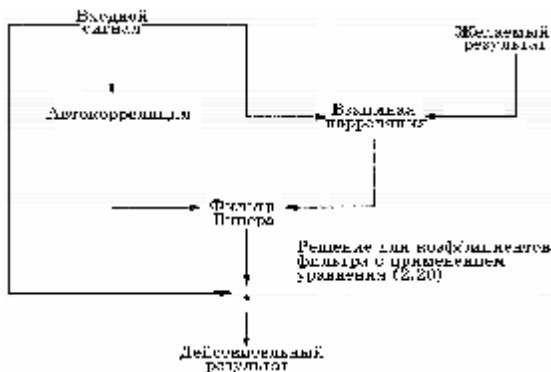 Входной
сигнал
Желаемый
результат
Автокорреляция
Взаимная
корреляция
Фильтр
Винера
Решение для коэффициентов
фильтра с применением
уравнения (2.20)
Действительный
результат